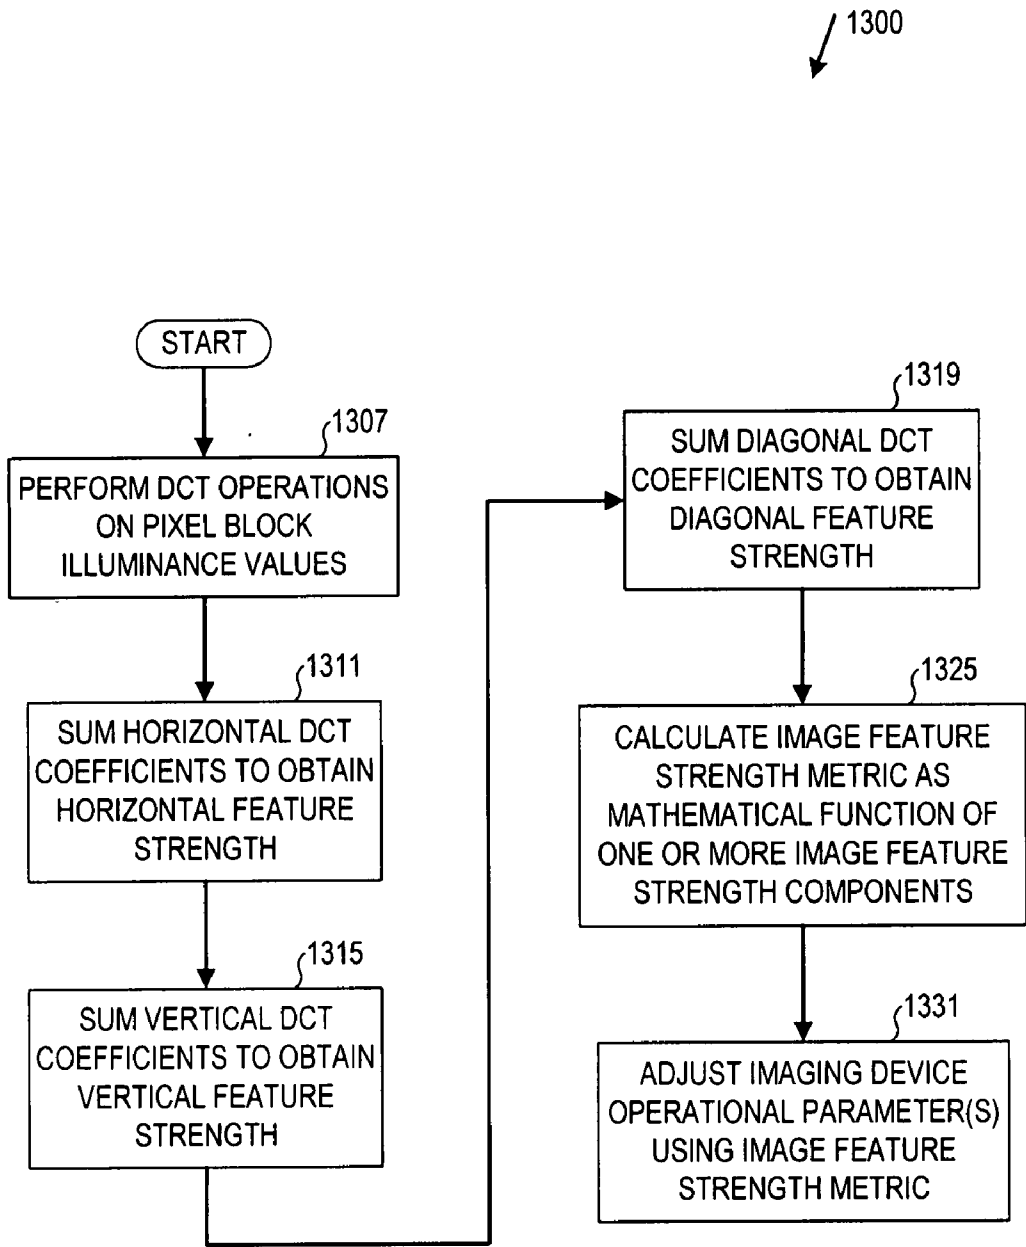 1300
START
1307
PERFORM DCT OPERATIONS
ON PIXEL BLOCK
ILLUMINANCE VALUES
1311
SUM HORIZONTAL DCT
COEFFICIENTS TO OBTAIN
HORIZONTAL FEATURE
STRENGTH
1315
SUM VERTICAL DCT
COEFFICIENTS TO OBTAIN
VERTICAL FEATURE
STRENGTH
1319
SUM DIAGONAL DCT
COEFFICIENTS TO OBTAIN
DIAGONAL FEATURE
STRENGTH
1325
CALCULATE IMAGE FEATURE
STRENGTH METRIC AS
MATHEMATICAL FUNCTION OF
ONE OR MORE IMAGE FEATURE
STRENGTH COMPONENTS
1331
ADJUST IMAGING DEVICE
OPERATIONAL PARAMETER(S)
USING IMAGE FEATURE
STRENGTH METRIC